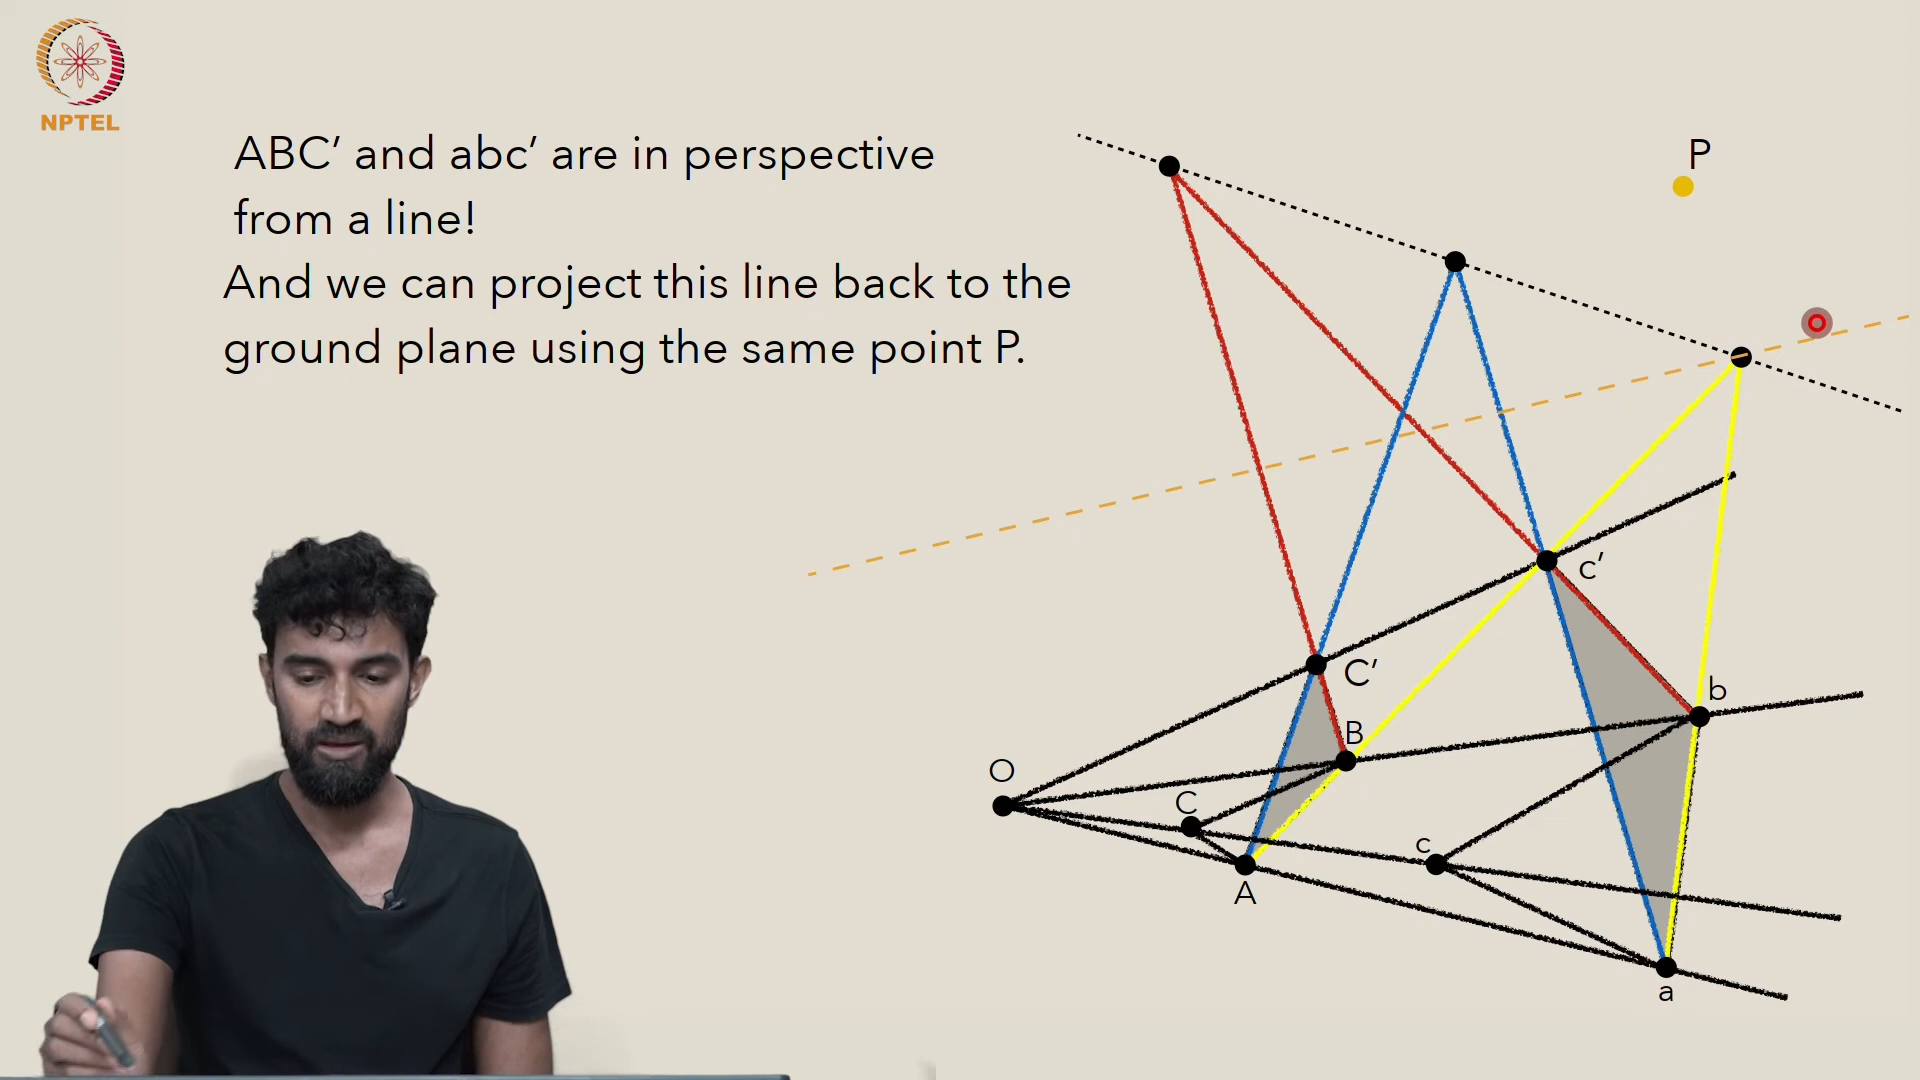 NPTEL
ABC′ and abc′ are in perspective
from a line!
And we can project this line back to the
ground plane using the same point P.
P
c′
C′
b
B
O
C
c
A
a